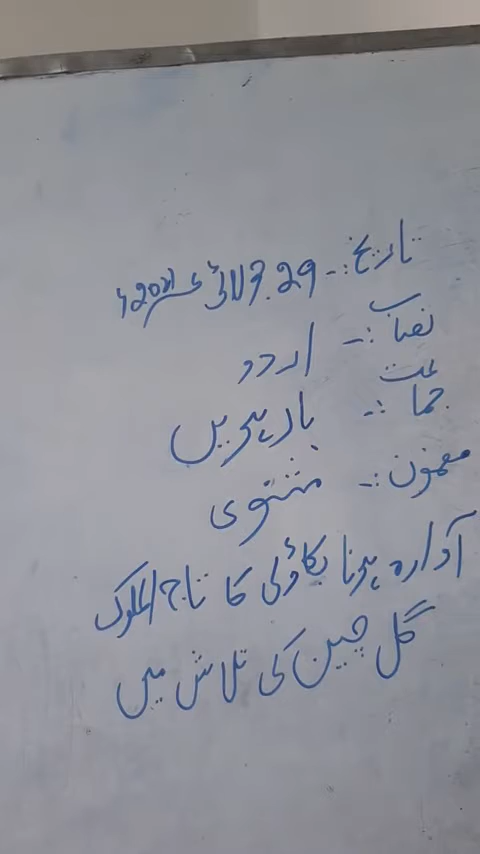 تاریخ:- 29 جولائی 202ء
نصاب:- اردو
جماعت:- بارہویں
مضمون:- مثنوی
آوارہ ہونا بکاؤلی کا تاج الملوک
گل چین کی تلاش میں